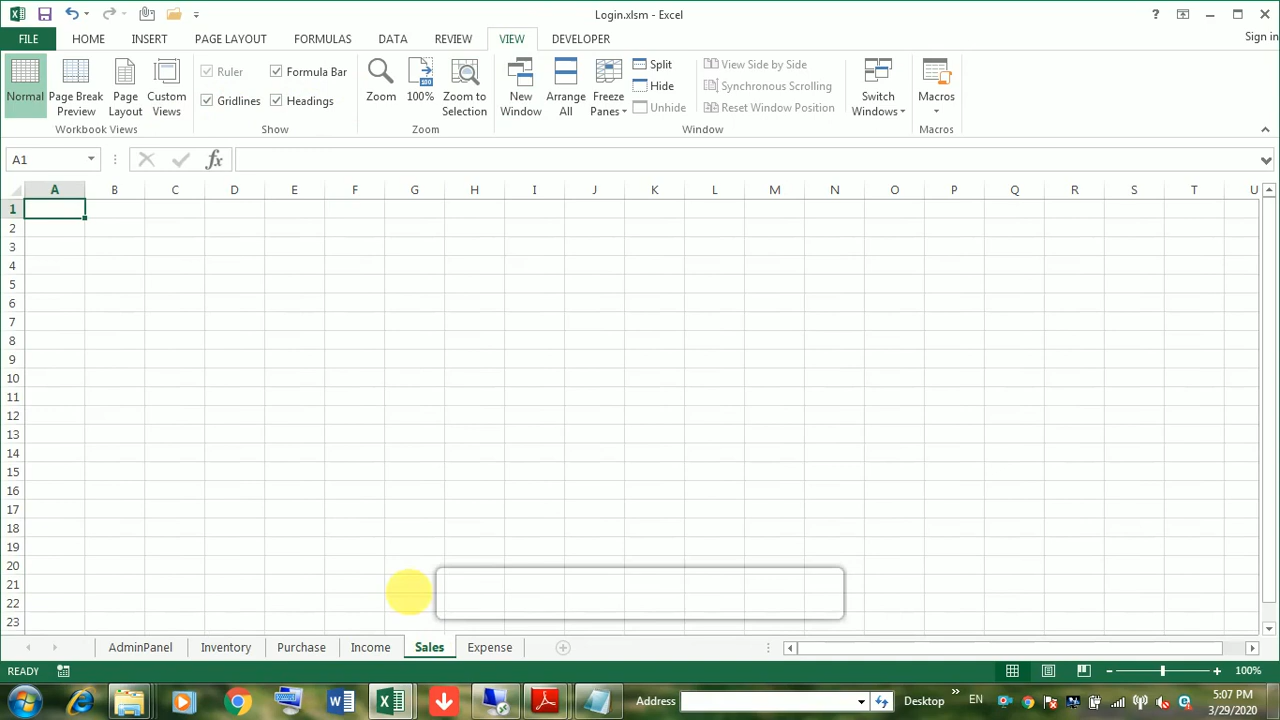 Login.xlsm - Excel
Sign in
FILE HOME INSERT PAGE LAYOUT FORMULAS DATA REVIEW VIEW DEVELOPER
Normal
Page Break Preview
Page Layout
Custom Views
Workbook Views
Ruler
Formula Bar
Gridlines
Headings
Show
Zoom
100%
Zoom to Selection
Zoom
New Window
Arrange All
Freeze Panes
Split
Hide
Unhide
View Side by Side
Synchronous Scrolling
Reset Window Position
Window
Switch Windows
Macros
Macros
A1
fx
A B C D E F G H I J K L M N O P Q R S T U
1
2
3
4
5
6
7
8
9
10
11
12
13
14
15
16
17
18
19
20
21
22
23
AdminPanel Inventory Purchase Income Sales Expense
READY
100%
Address
Desktop
EN
5:07 PM
3/29/2020